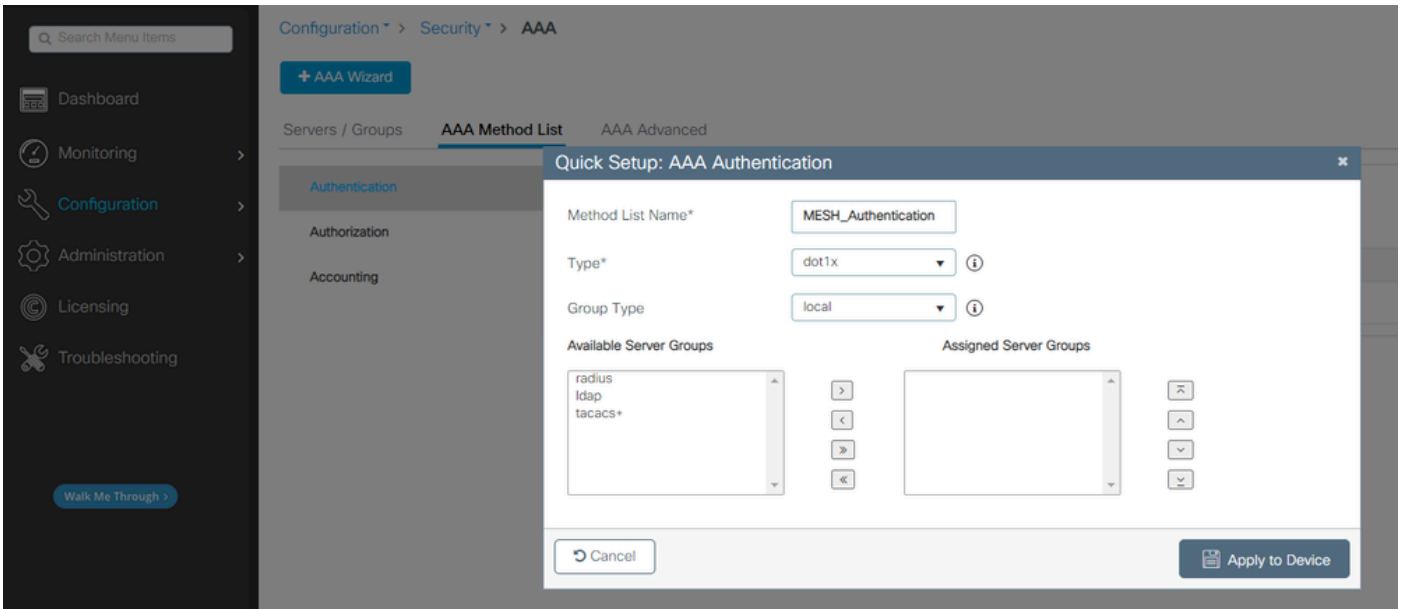 Search Menu Items
Dashboard
Monitoring
Configuration
Administration
Licensing
Troubleshooting
Walk Me Through ›
Configuration > Security > AAA
+ AAA Wizard
Servers / Groups AAA Method List AAA Advanced
Authentication
Authorization
Accounting
Quick Setup: AAA Authentication
Method List Name* MESH_Authentication
Type* dot1x
Group Type local
Available Server Groups Assigned Server Groups
radius
ldap
tacacs+
Cancel Apply to Device